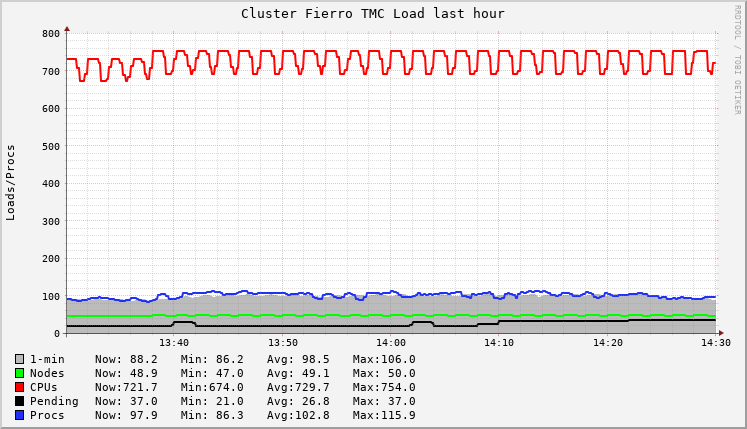 Cluster Fierro TMC Load last hour
RRDTOOL / TOBI OETIKER
Loads/Procs
800
700
600
500
400
300
200
100
0
13:40 13:50 14:00 14:10 14:20 14:30
1-min Now: 88.2 Min: 86.2 Avg: 98.5 Max:106.0
Nodes Now: 48.9 Min: 47.0 Avg: 49.1 Max: 50.0
CPUs Now:721.7 Min:674.0 Avg:729.7 Max:754.0
Pending Now: 37.0 Min: 21.0 Avg: 26.8 Max: 37.0
Procs Now: 97.9 Min: 86.3 Avg:102.8 Max:115.9